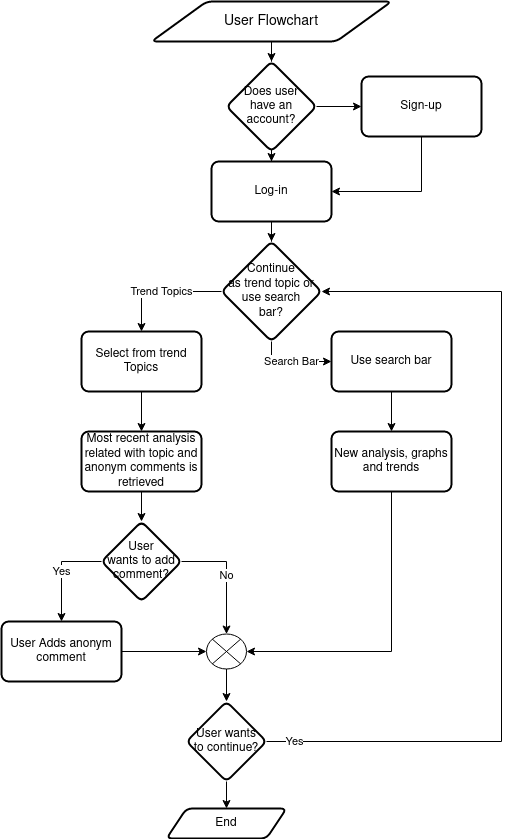 User Flowchart
Does user
have an
account?
Sign-up
Log-in
Continue
as trend topic or
use search
bar?
Trend Topics
Search Bar
Select from trend
Topics
Use search bar
Most recent analysis
related with topic and
anonym comments is
retrieved
New analysis, graphs
and trends
User
wants to add
comment?
Yes
No
User Adds anonym
comment
User wants
to continue?
Yes
End